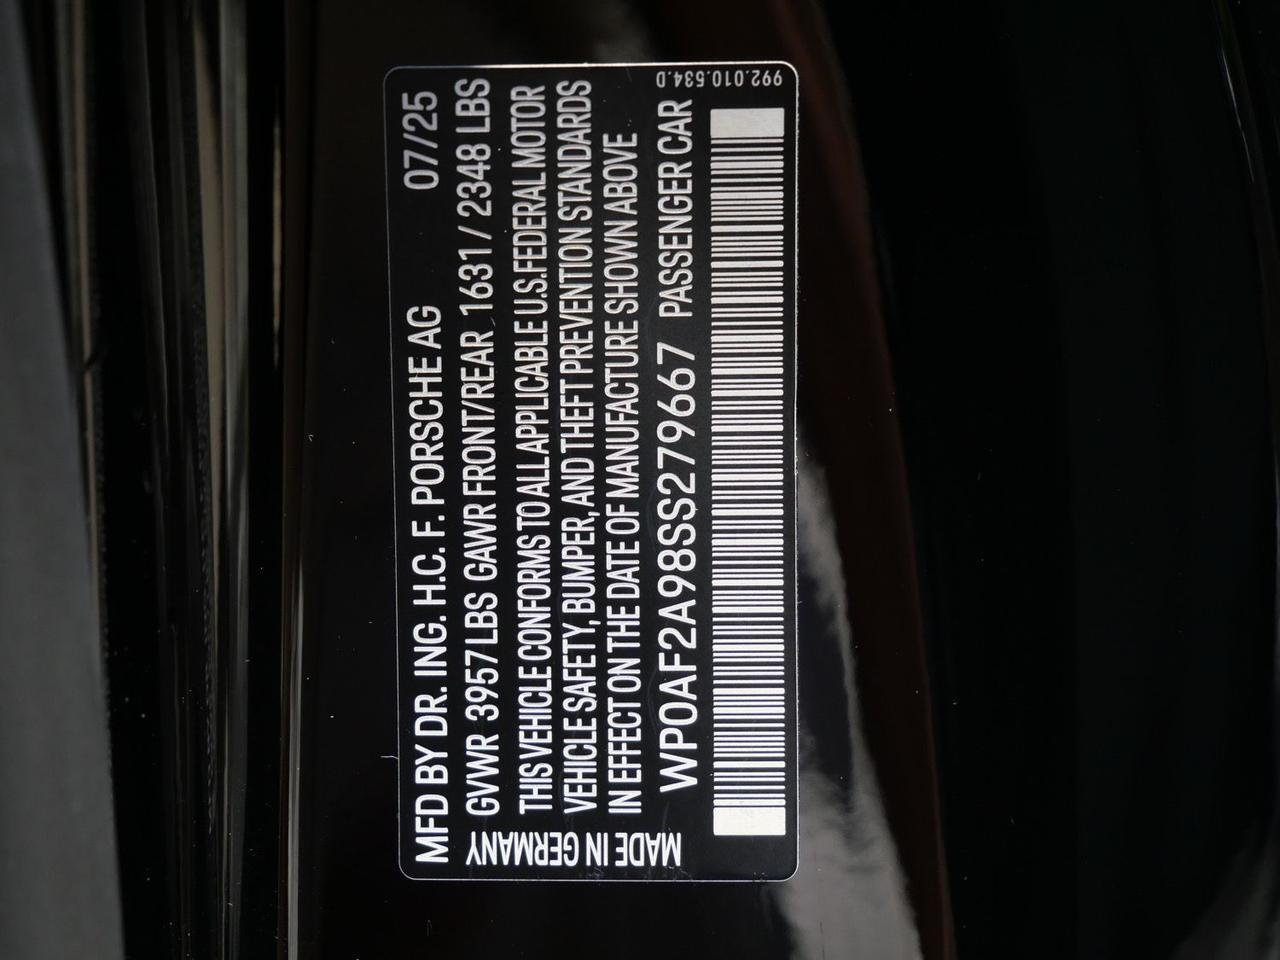 MFD BY DR. ING. H.C. F. PORSCHE AG 07/25
GVWR 3957 LBS GAWR FRONT/REAR 1631 / 2348 LBS
THIS VEHICLE CONFORMS TO ALL APPLICABLE U.S.FEDERAL MOTOR
VEHICLE SAFETY, BUMPER, AND THEFT PREVENTION STANDARDS
IN EFFECT ON THE DATE OF MANUFACTURE SHOWN ABOVE
WP0AF2A98SS279667 PASSENGER CAR
MADE IN GERMANY
992.010.534.D